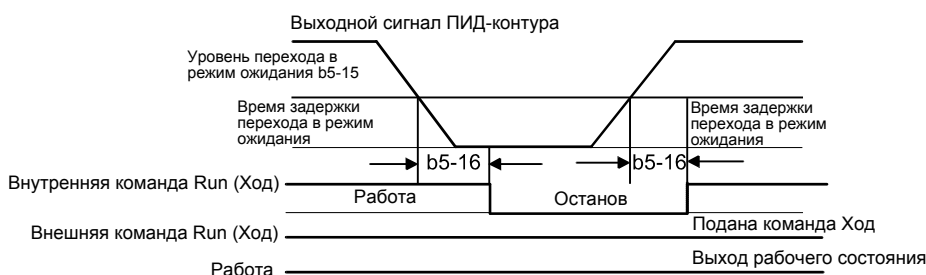 Выходной сигнал ПИД-контура
Уровень перехода в
режим ожидания b5-15
Время задержки
перехода в режим
ожидания
Время задержки
перехода в режим
ожидания
b5-16
b5-16
Внутренняя команда Run (Ход)
Работа
Останов
Подана команда Ход
Внешняя команда Run (Ход)
Выход рабочего состояния
Работа